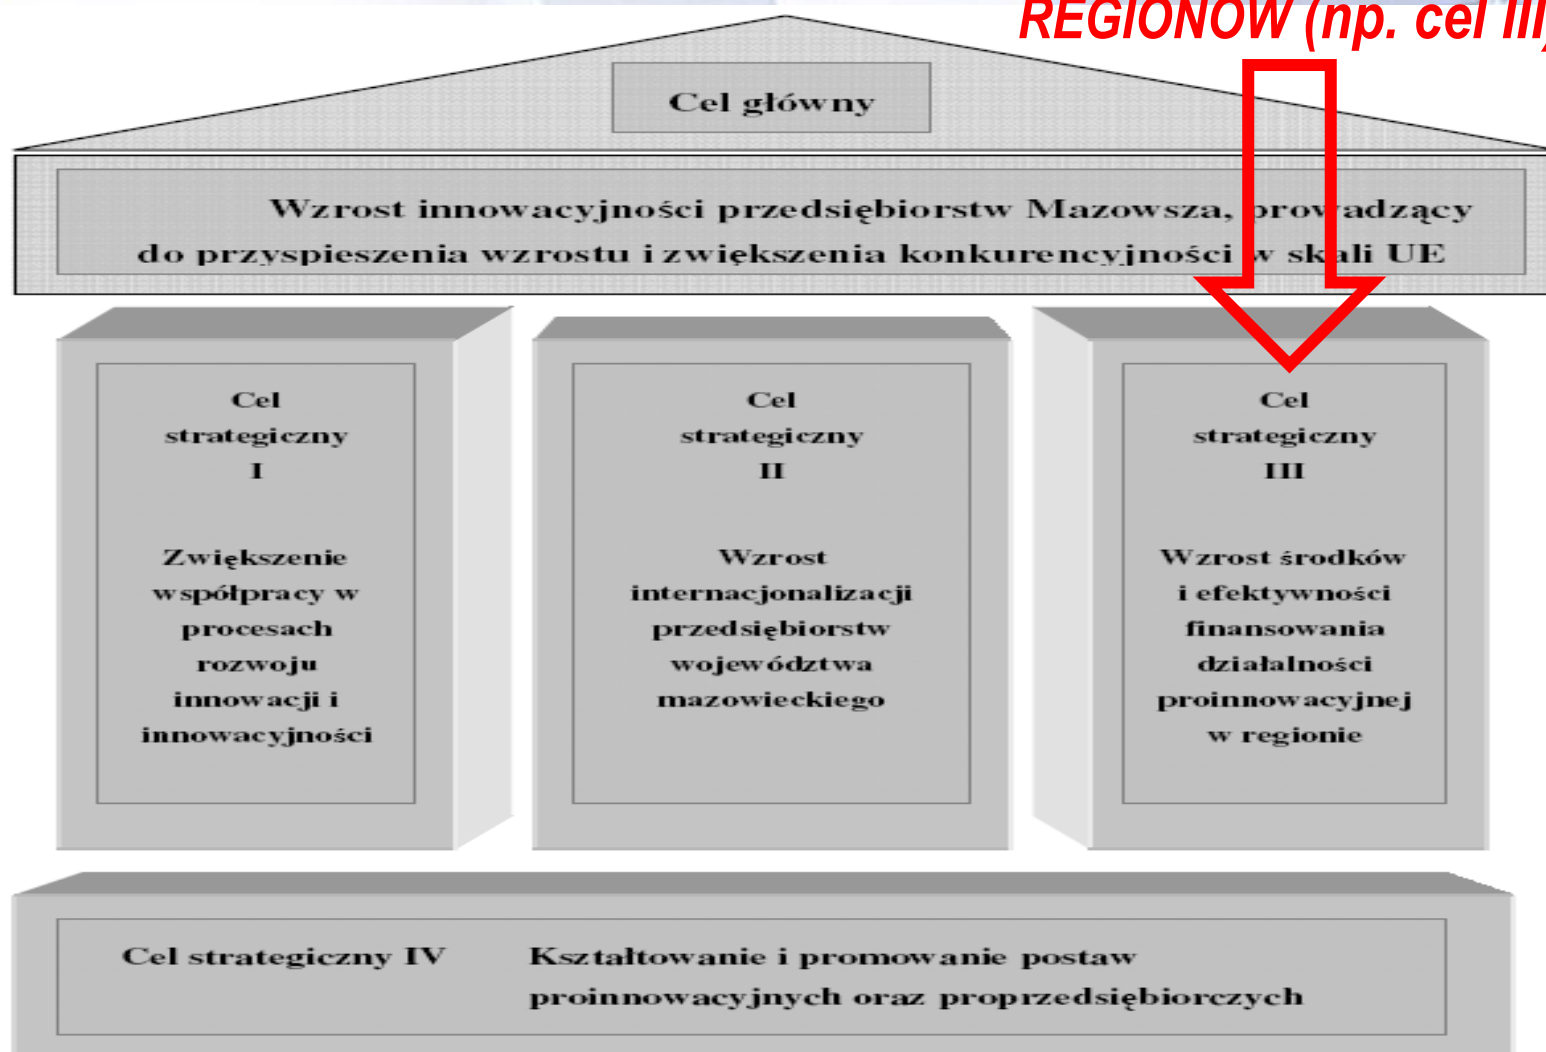 REGIONÓW (np. cel III)
Cel główny
Wzrost innowacyjności przedsiębiorstw Mazowsza, prowadzący
do przyspieszenia wzrostu i zwiększenia konkurencyjności w skali UE
Cel
strategiczny
I
Zwiększenie
współpracy w
procesach
rozwoju
innowacji i
innowacyjności
Cel
strategiczny
II
Wzrost
internacjonalizacji
przedsiębiorstw
województwa
mazowieckiego
Cel
strategiczny
III
Wzrost środków
i efektywności
finansowania
działalności
proinnowacyjnej
w regionie
Cel strategiczny IV Kształtowanie i promowanie postaw
proinnowacyjnych oraz proprzedsiębiorczych